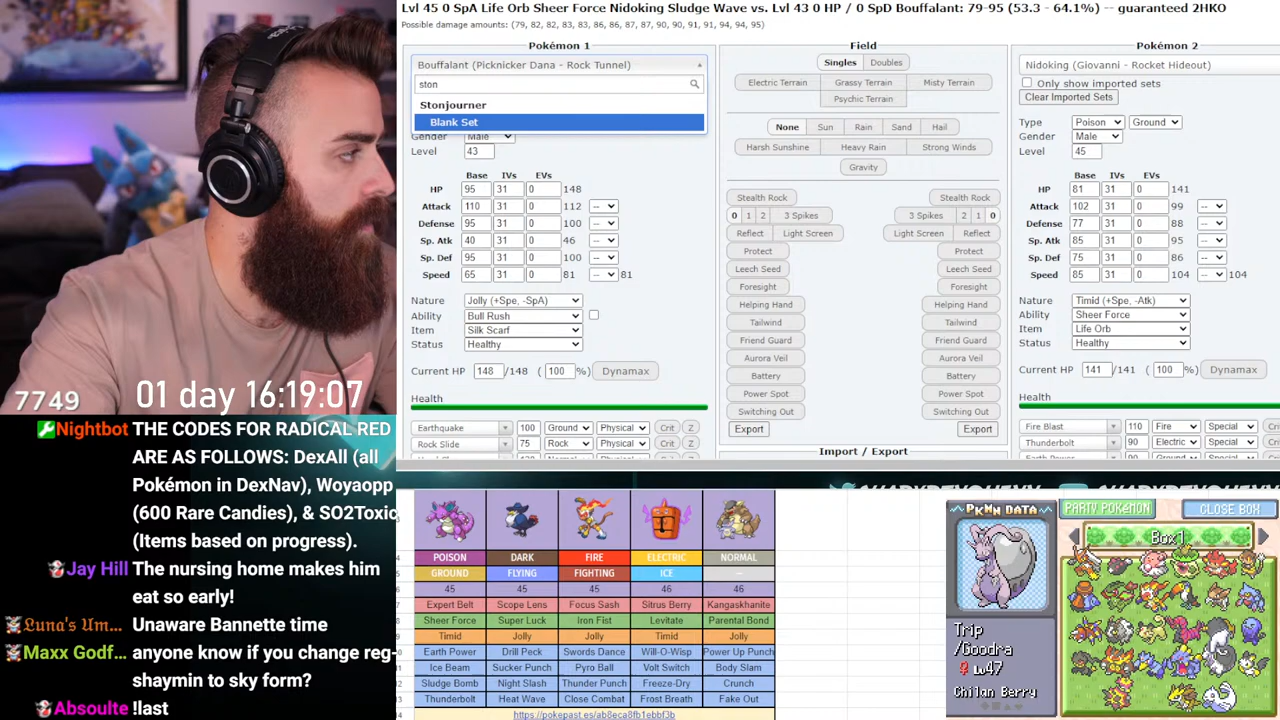 Lvl 45 0 SpA Life Orb Sheer Force Nidoking Sludge Wave vs. Lvl 43 0 HP / 0 SpD Bouffalant: 79-95 (53.3 - 64.1%) -- guaranteed 2HKO
Possible damage amounts: (79, 82, 82, 83, 83, 86, 86, 87, 87, 90, 90, 91, 91, 94, 94, 95)
Pokémon 1
Bouffalant (Picknicker Dana - Rock Tunnel)
ston
Stonjourner
Blank Set
Gender Male
Level 43
Base IVs EVs
HP 95 31 0 148
Attack 110 31 0 112 --
Defense 95 31 0 100 --
Sp. Atk 40 31 0 46 --
Sp. Def 95 31 0 100 --
Speed 65 31 0 81 -- 81
Nature Jolly (+Spe, -SpA)
Ability Bull Rush
Item Silk Scarf
Status Healthy
Current HP 148 /148 ( 100 %) Dynamax
Health
Earthquake 100 Ground Physical Crit Z
Rock Slide 75 Rock Physical Crit Z
Field
Singles Doubles
Electric Terrain Grassy Terrain Misty Terrain
Psychic Terrain
None Sun Rain Sand Hail
Harsh Sunshine Heavy Rain Strong Winds
Gravity
Stealth Rock Stealth Rock
0 1 2 3 Spikes 3 Spikes 2 1 0
Reflect Light Screen Light Screen Reflect
Protect Protect
Leech Seed Leech Seed
Foresight Foresight
Helping Hand Helping Hand
Tailwind Tailwind
Friend Guard Friend Guard
Aurora Veil Aurora Veil
Battery Battery
Power Spot Power Spot
Switching Out Switching Out
Export Export
Import / Export
Pokémon 2
Nidoking (Giovanni - Rocket Hideout)
Only show imported sets
Clear Imported Sets
Type Poison Ground
Gender Male
Level 45
Base IVs EVs
HP 81 31 0 141
Attack 102 31 0 99 --
Defense 77 31 0 88 --
Sp. Atk 85 31 0 95 --
Sp. Def 75 31 0 86 --
Speed 85 31 0 104 -- 104
Nature Timid (+Spe, -Atk)
Ability Sheer Force
Item Life Orb
Status Healthy
Current HP 141 /141 ( 100 %) Dynamax
Health
Fire Blast 110 Fire Special Crit
Thunderbolt 90 Electric Special Crit
7749 01 day 16:19:07
Nightbot THE CODES FOR RADICAL RED
ARE AS FOLLOWS: DexAll (all
Pokémon in DexNav), Woyaopp
(600 Rare Candies), & SO2Toxic
(Items based on progress).
Jay Hill The nursing home makes him
eat so early!
Luna's Um... Unaware Bannette time
Maxx Godf... anyone know if you change reg-
shaymin to sky form?
Absoulte !last
POISON DARK FIRE ELECTRIC NORMAL
GROUND FLYING FIGHTING ICE --
45 45 45 46 46
Expert Belt Scope Lens Focus Sash Sitrus Berry Kangaskhanite
Sheer Force Super Luck Iron Fist Levitate Parental Bond
Timid Jolly Jolly Timid Jolly
Earth Power Drill Peck Swords Dance Will-O-Wisp Power Up Punch
Ice Beam Sucker Punch Pyro Ball Volt Switch Body Slam
Sludge Bomb Night Slash Thunder Punch Freeze-Dry Crunch
Thunderbolt Heat Wave Close Combat Frost Breath Fake Out
https://pokepast.es/ab8eca8fb1ebbf3b
PKMN DATA PARTY POKéMON CLOSE BOX
Box1
Trip
/Goodra
Lv47
Chilan Berry